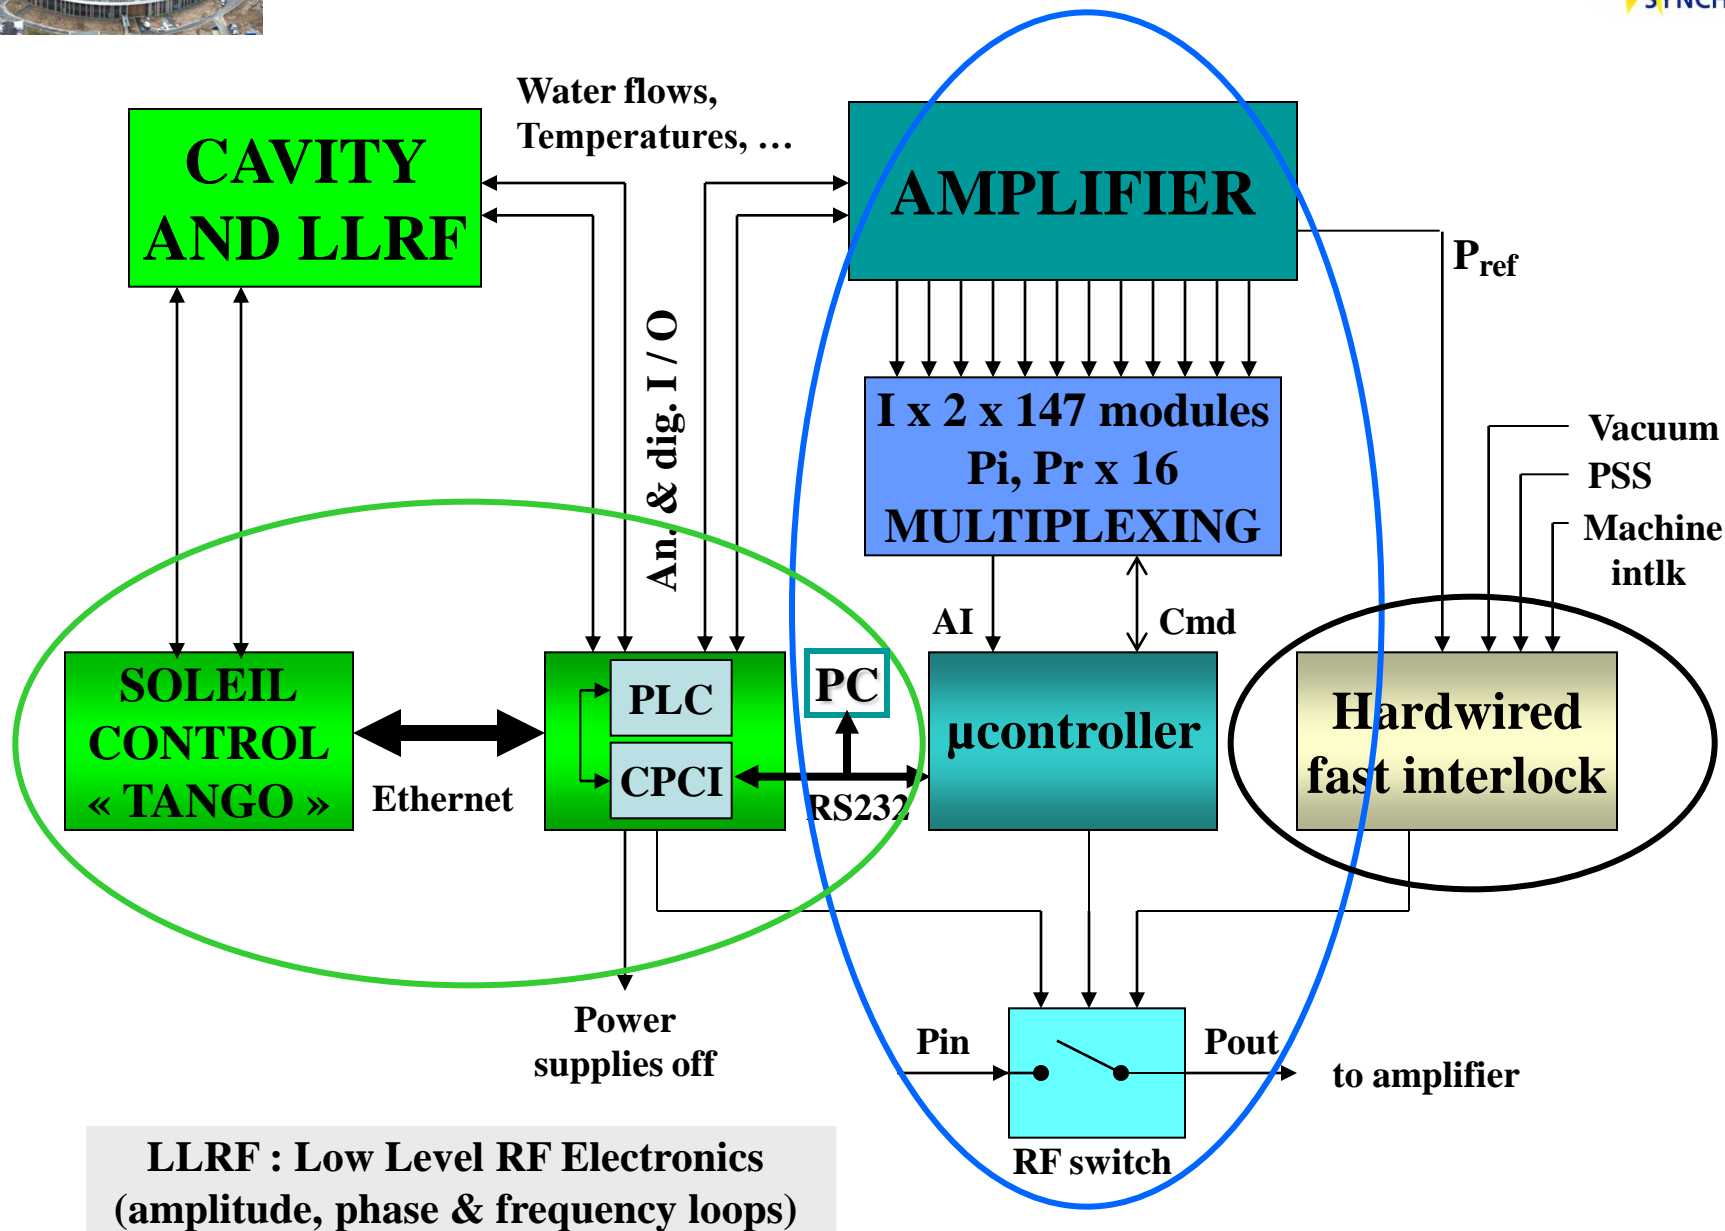 SYNCH
Water flows,
Temperatures, …
CAVITY
AND LLRF
AMPLIFIER
P ref
An. & dig. I / O
I x 2 x 147 modules
Pi, Pr x 16
MULTIPLEXING
Vacuum
PSS
Machine
intlk
AI
Cmd
SOLEIL
CONTROL
« TANGO »
Ethernet
PLC
CPCI
PC
RS232
µcontroller
Hardwired
fast interlock
Power
supplies off
Pin
Pout
to amplifier
RF switch
LLRF : Low Level RF Electronics
(amplitude, phase & frequency loops)